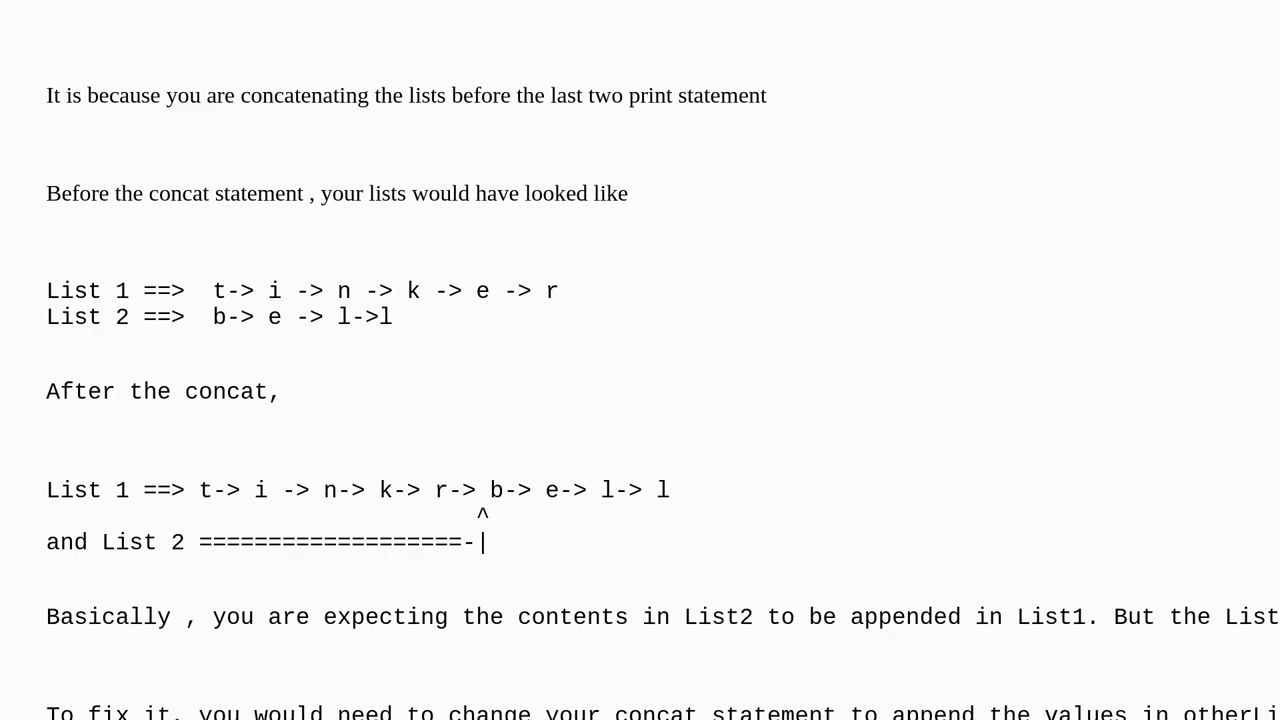 It is because you are concatenating the lists before the last two print statement
Before the concat statement , your lists would have looked like
List 1 ==>  t-> i -> n -> k -> e -> r
List 2 ==>  b-> e -> l->l
After the concat,
List 1 ==> t-> i -> n-> k-> r-> b-> e-> l-> l
^
and List 2 ===================-|
Basically , you are expecting the contents in List2 to be appended in List1. But the List
To fix it, you would need to change your concat statement to append the values in otherLi